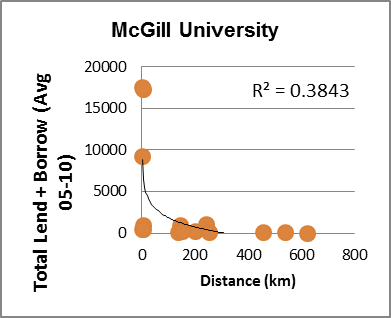 McGill University
R² = 0.3843
Total Lend + Borrow (Avg
05-10)
20000
15000
10000
5000
0
0 200 400 600 800
Distance (km)